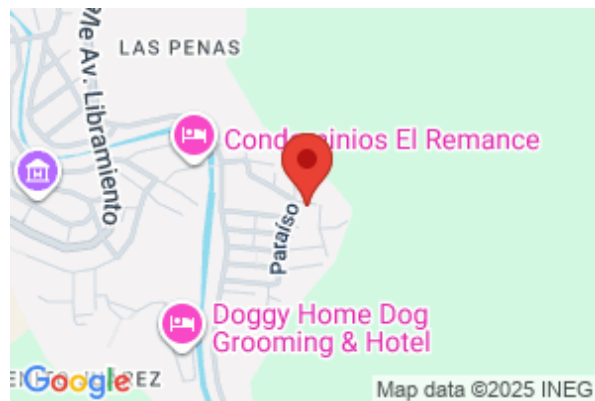 LAS PENAS
Av. Libramiento
Condominios El Remance
Paraíso
Doggy Home Dog
Grooming & Hotel
Google
Map data ©2025 INEG